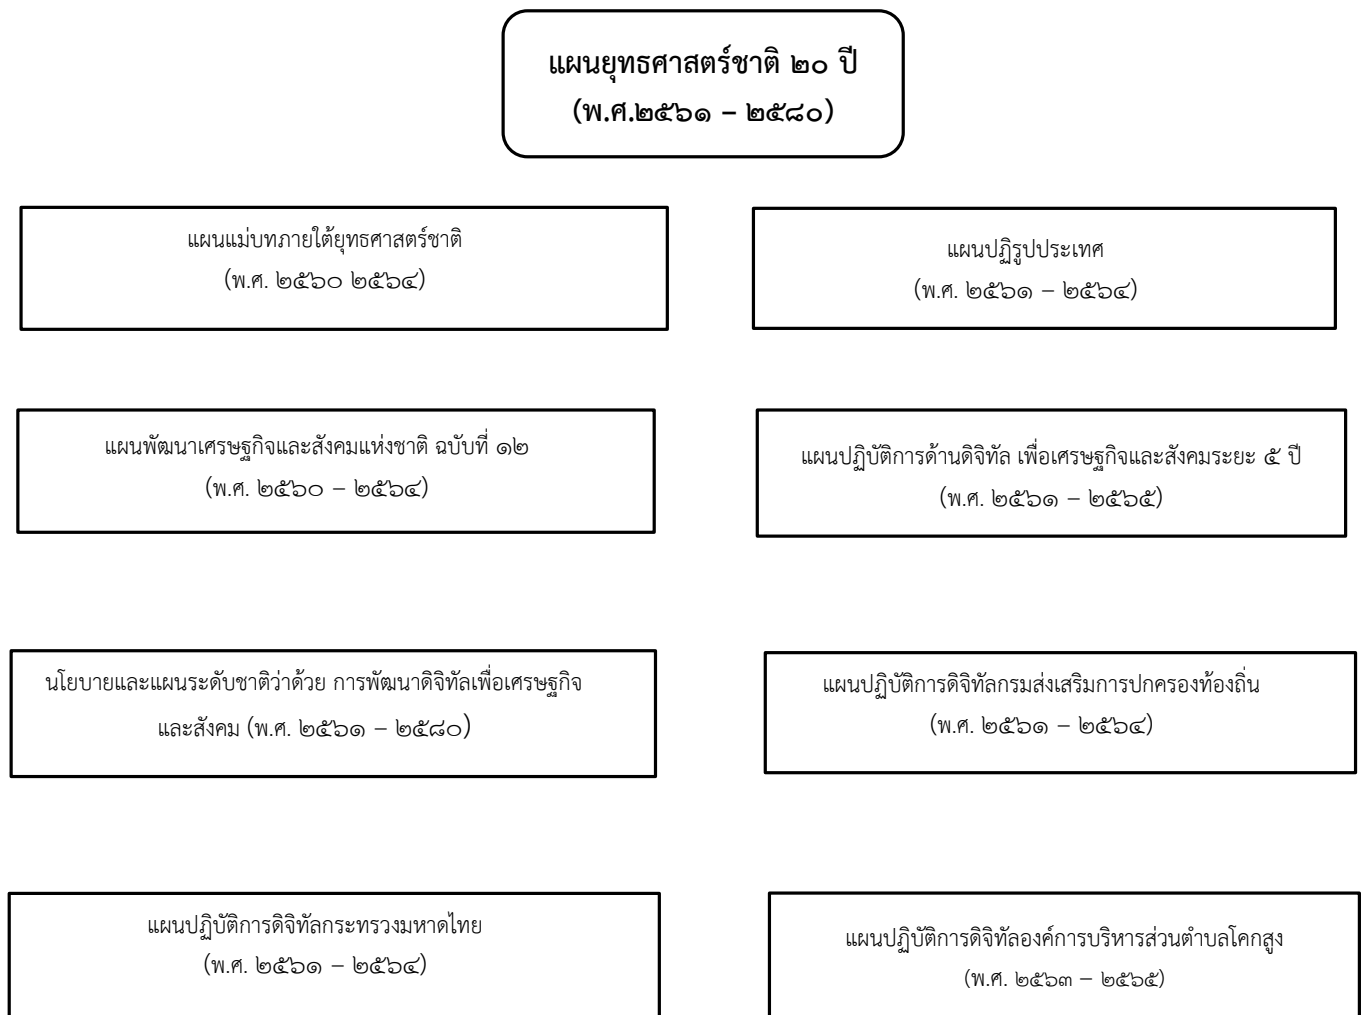 แผนยุทธศาสตร์ชาติ ๒๐ ปี
(พ.ศ.๒๕๖๑ – ๒๕๘๐)
แผนแม่บทภายใต้ยุทธศาสตร์ชาติ
(พ.ศ. ๒๕๖๐ ๒๕๖๔)
แผนปฏิรูปประเทศ
(พ.ศ. ๒๕๖๑ – ๒๕๖๔)
แผนพัฒนาเศรษฐกิจและสังคมแห่งชาติ ฉบับที่ ๑๒
(พ.ศ. ๒๕๖๐ – ๒๕๖๔)
แผนปฏิบัติการด้านดิจิทัล เพื่อเศรษฐกิจและสังคมระยะ ๕ ปี
(พ.ศ. ๒๕๖๑ – ๒๕๖๕)
นโยบายและแผนระดับชาติว่าด้วย การพัฒนาดิจิทัลเพื่อเศรษฐกิจ
และสังคม (พ.ศ. ๒๕๖๑ – ๒๕๘๐)
แผนปฏิบัติการดิจิทัลกรมส่งเสริมการปกครองท้องถิ่น
(พ.ศ. ๒๕๖๑ – ๒๕๖๔)
แผนปฏิบัติการดิจิทัลกระทรวงมหาดไทย
(พ.ศ. ๒๕๖๑ – ๒๕๖๔)
แผนปฏิบัติการดิจิทัลองค์การบริหารส่วนตำบลโคกสูง
(พ.ศ. ๒๕๖๓ – ๒๕๖๕)